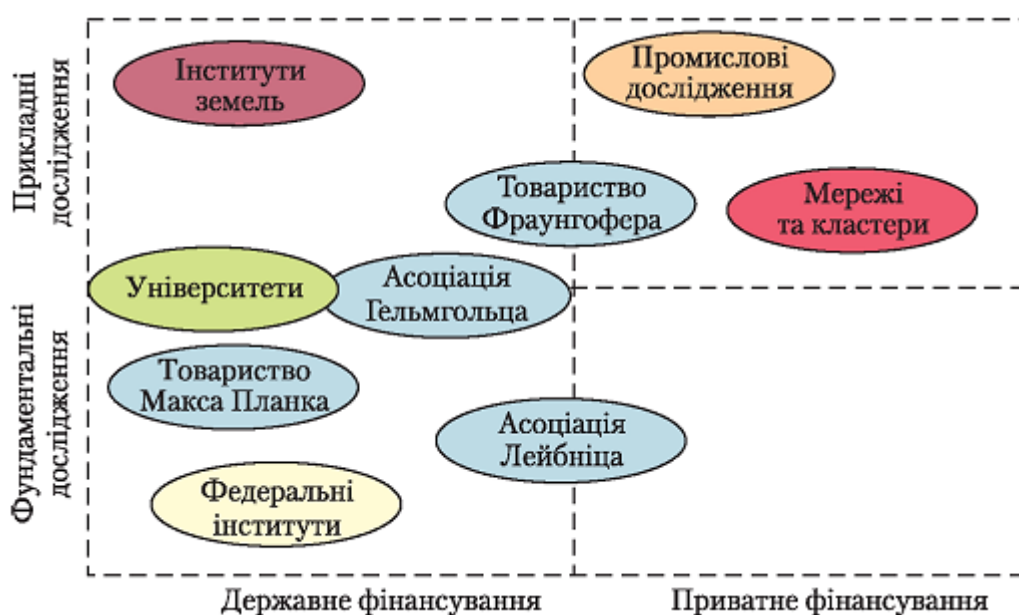 Прикладні
дослідження
Фундаментальні
дослідження
Інститути
земель
Промислові
дослідження
Товариство
Фраунгофера
Мережі
та кластери
Університети
Асоціація
Гельмгольца
Товариство
Макса Планка
Асоціація
Лейбніца
Федеральні
інститути
Державне фінансування
Приватне фінансування